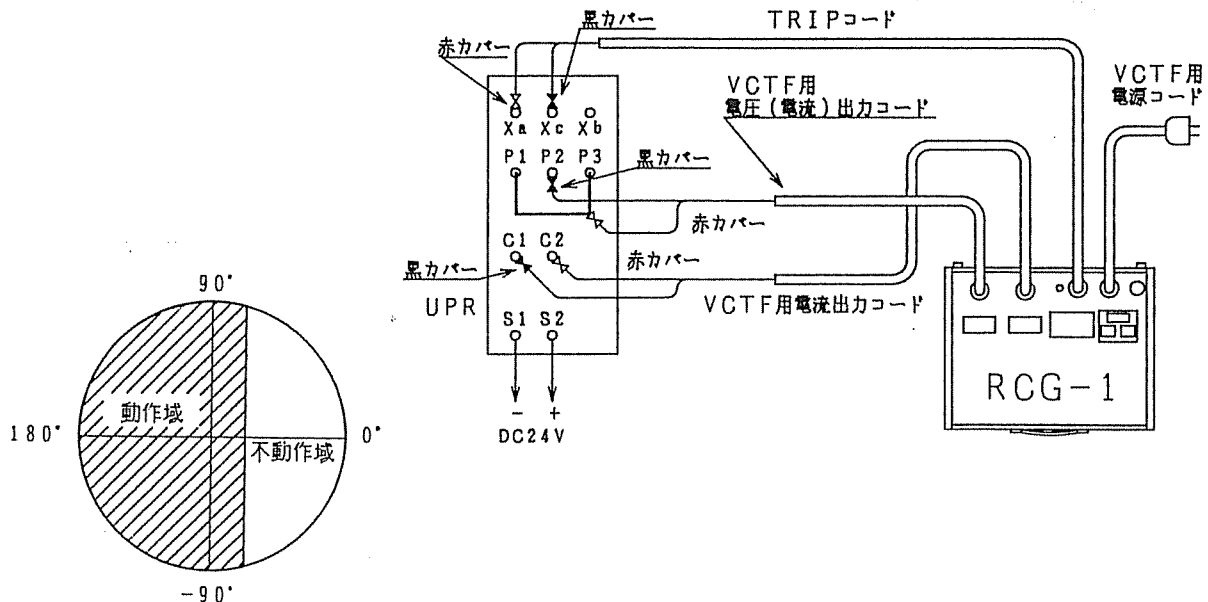 黒カバー
TRIPコード
赤カバー
VCTF用
電圧(電流)出力コード
VCTF用
電源コード
Xa Xc Xb
P1 P2 P3
黒カバー
赤カバー
C1 C2
黒カバー
赤カバー
UPR
VCTF用電流出力コード
S1 S2
RCG-1
- +
DC24V
90°
動作域
180°
0°
不動作域
-90°